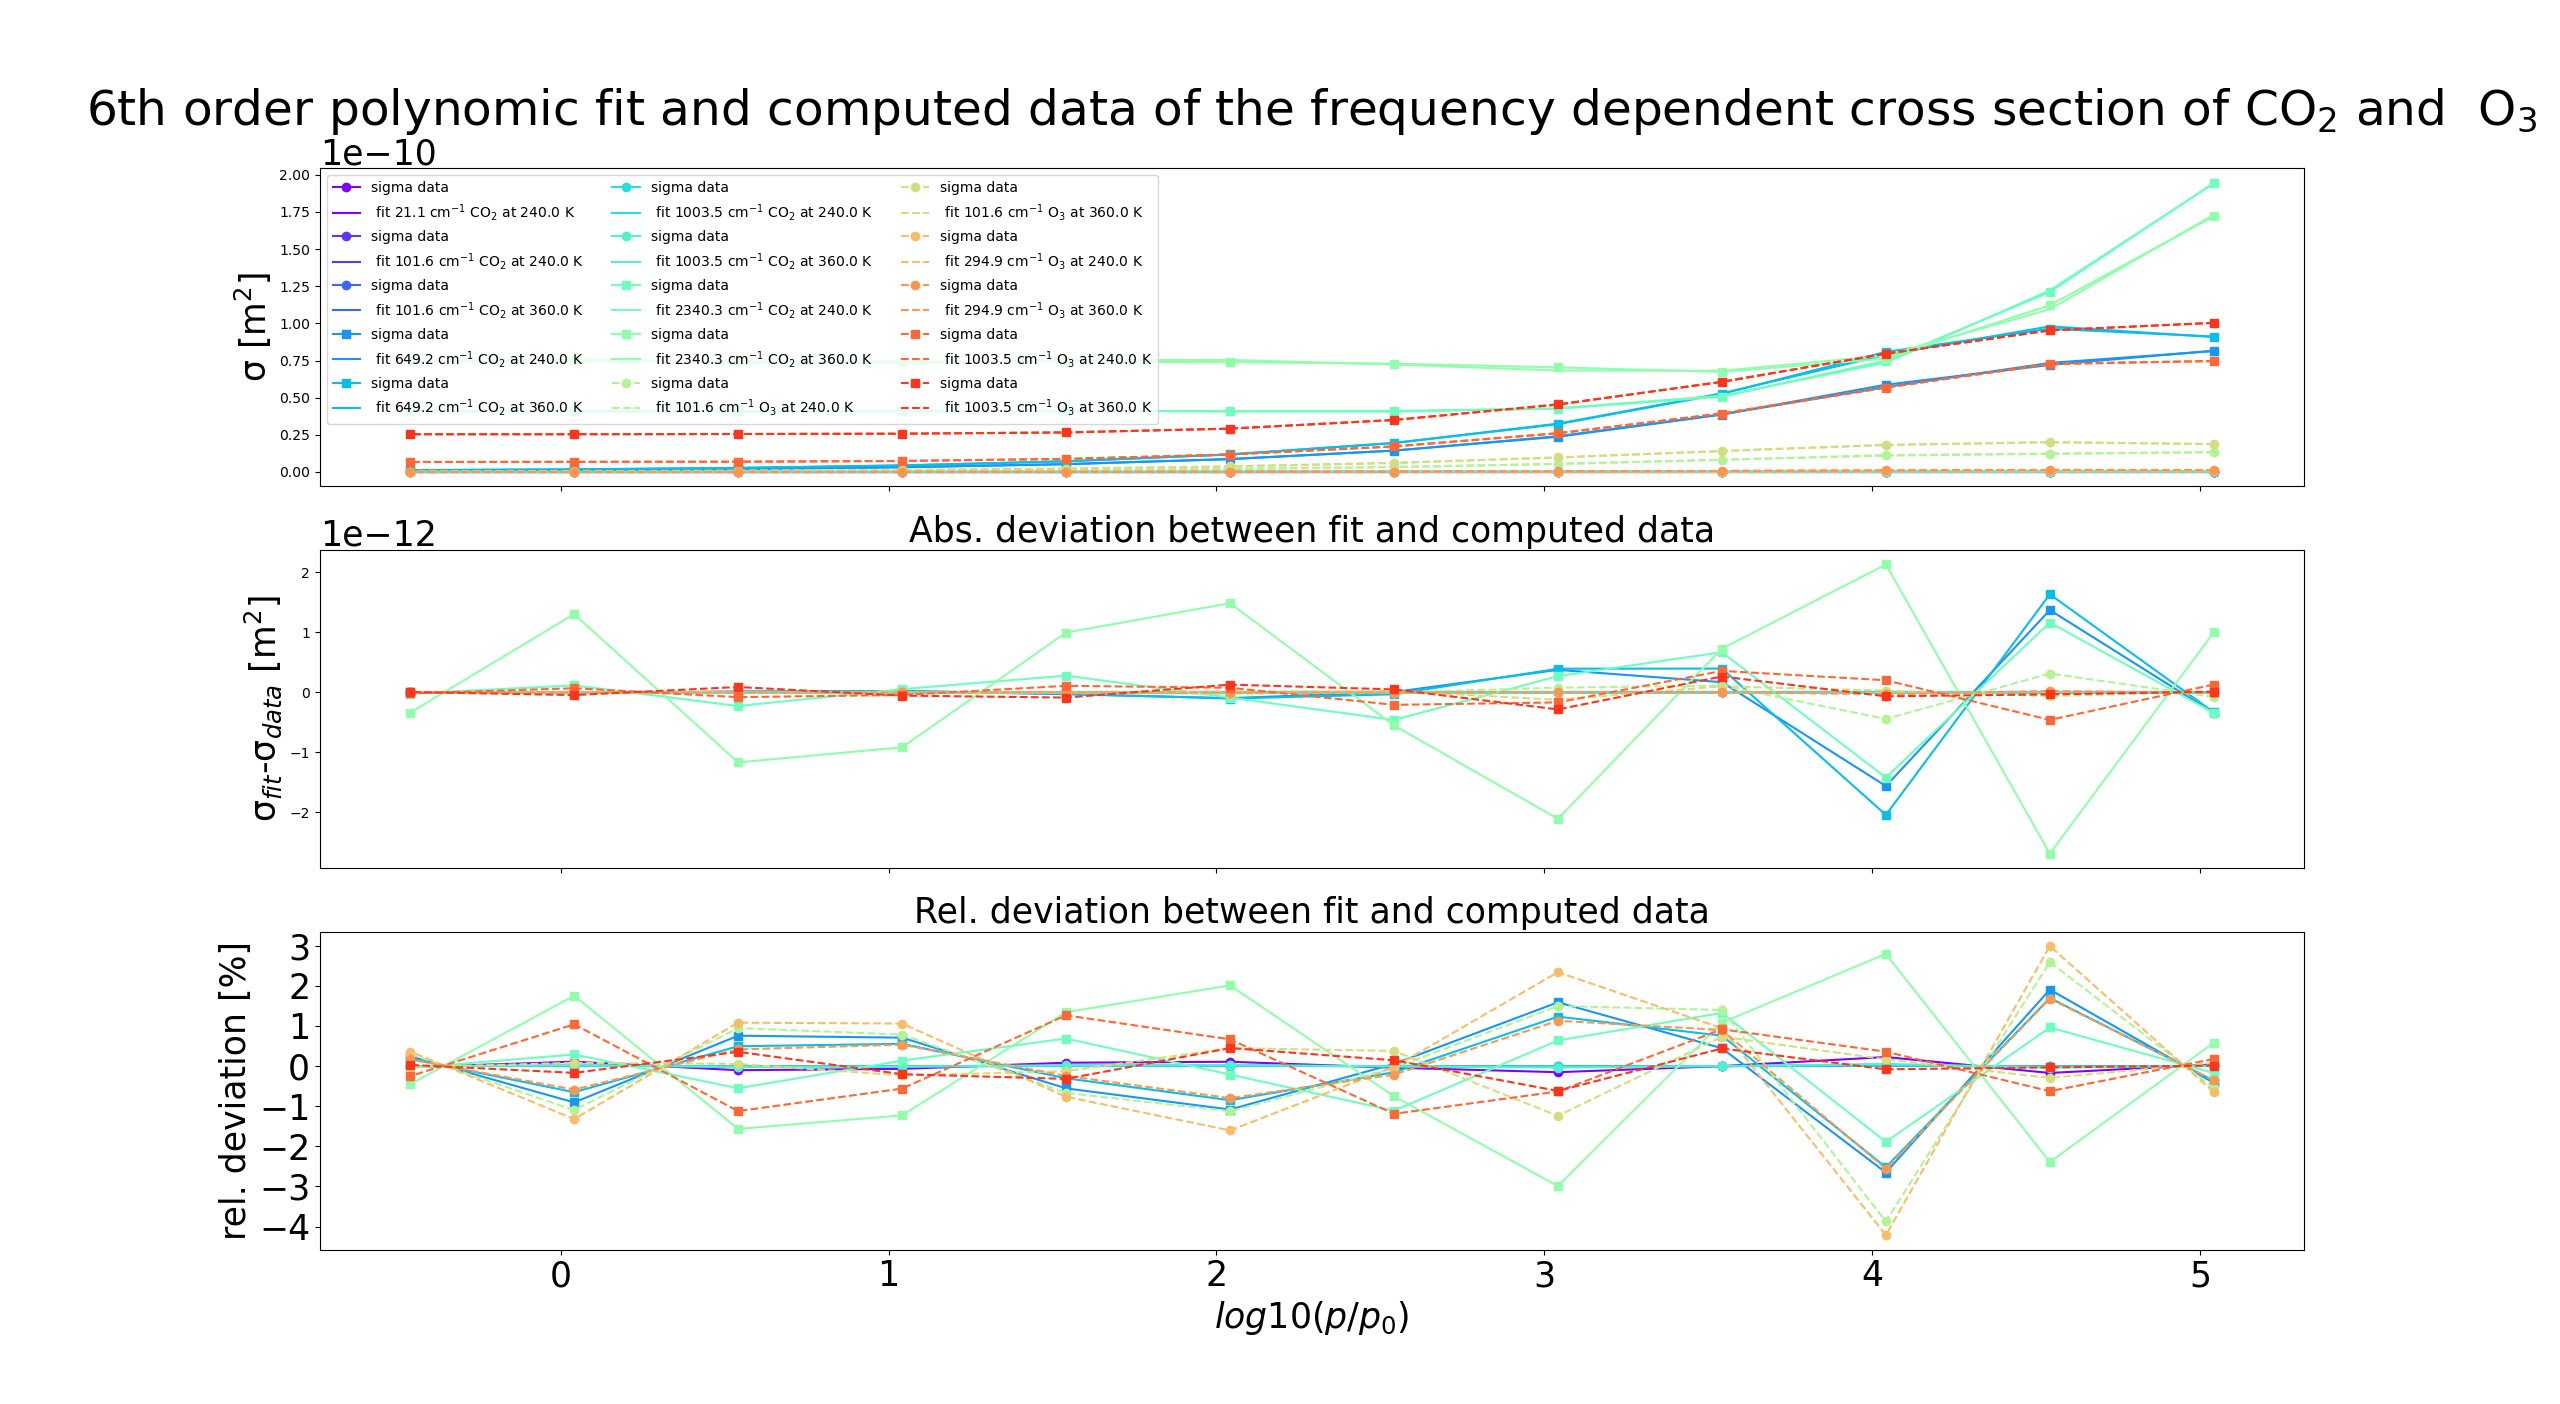 6th order polynomic fit and computed data of the frequency dependent cross section of CO₂ and O₃
1e−10
2.00
1.75
1.50
1.25
1.00
0.75
0.50
0.25
0.00
σ [m²]
sigma data
fit 21.1 cm⁻¹ CO₂ at 240.0 K
sigma data
fit 101.6 cm⁻¹ CO₂ at 240.0 K
sigma data
fit 101.6 cm⁻¹ CO₂ at 360.0 K
sigma data
fit 649.2 cm⁻¹ CO₂ at 240.0 K
sigma data
fit 649.2 cm⁻¹ CO₂ at 360.0 K
sigma data
fit 1003.5 cm⁻¹ CO₂ at 240.0 K
sigma data
fit 1003.5 cm⁻¹ CO₂ at 360.0 K
sigma data
fit 2340.3 cm⁻¹ CO₂ at 240.0 K
sigma data
fit 2340.3 cm⁻¹ CO₂ at 360.0 K
sigma data
fit 101.6 cm⁻¹ O₃ at 240.0 K
sigma data
fit 101.6 cm⁻¹ O₃ at 360.0 K
sigma data
fit 294.9 cm⁻¹ O₃ at 240.0 K
sigma data
fit 294.9 cm⁻¹ O₃ at 360.0 K
sigma data
fit 1003.5 cm⁻¹ O₃ at 240.0 K
sigma data
fit 1003.5 cm⁻¹ O₃ at 360.0 K
Abs. deviation between fit and computed data
1e−12
2
1
0
−1
−2
σ_fit-σ_data [m²]
Rel. deviation between fit and computed data
3
2
1
0
−1
−2
−3
−4
rel. deviation [%]
0 1 2 3 4 5
log10(p/p₀)